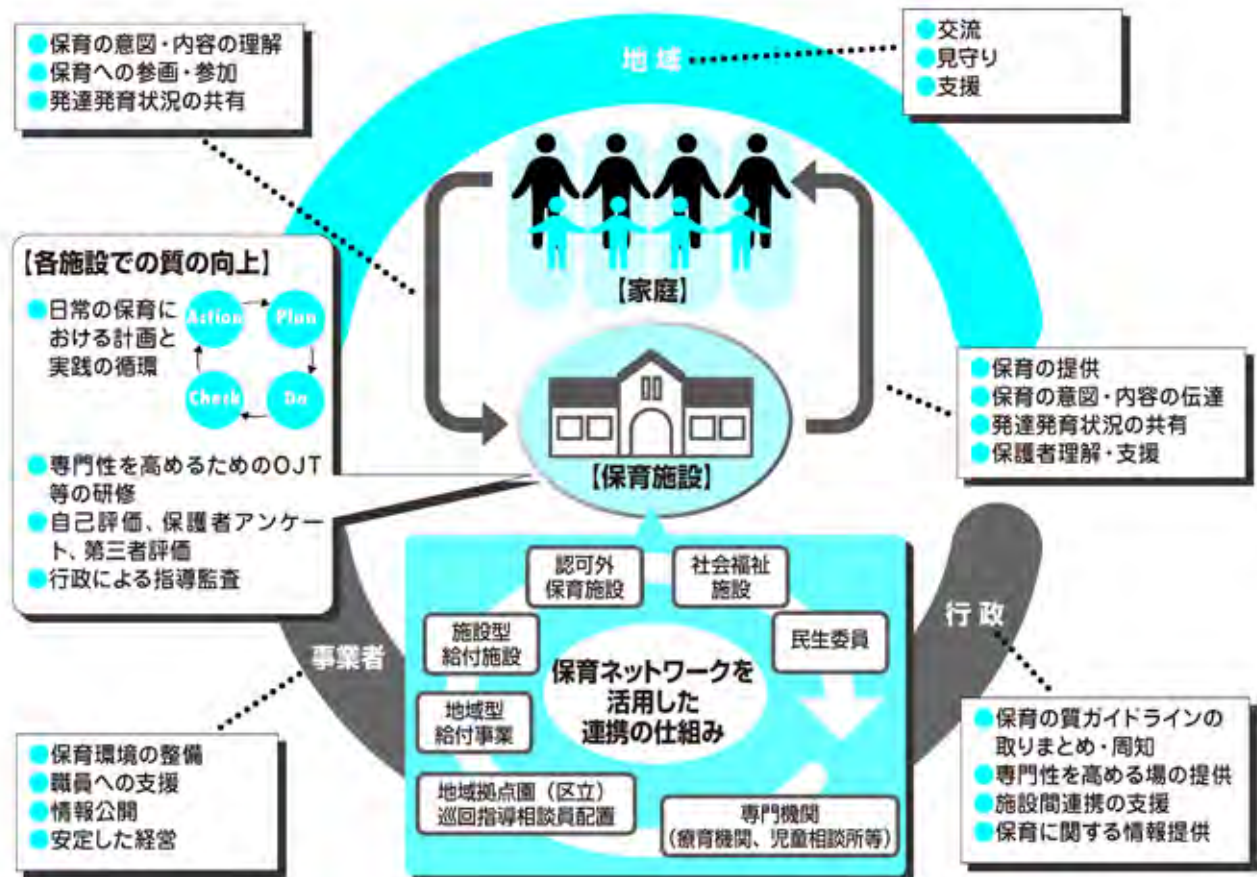 ●保育の意図・内容の理解
●保育への参画・参加
●発達発育状況の共有
地域
●交流
●見守り
●支援
【家庭】
【各施設での質の向上】
●日常の保育に
おける計画と
実践の循環
Action
Plan
Check
Do
●専門性を高めるためのOJT
等の研修
●自己評価、保護者アンケー
ト、第三者評価
●行政による指導監査
【保育施設】
●保育の提供
●保育の意図・内容の伝達
●発達発育状況の共有
●保護者理解・支援
認可外
保育施設
社会福祉
施設
施設型
給付施設
民生委員
保育ネットワークを
活用した
連携の仕組み
地域型
給付事業
地域拠点園(区立)
巡回指導相談員配置
専門機関
(療育機関、児童相談所等)
事業者
●保育環境の整備
●職員への支援
●情報公開
●安定した経営
行政
●保育の質ガイドラインの
取りまとめ・周知
●専門性を高める場の提供
●施設間連携の支援
●保育に関する情報提供